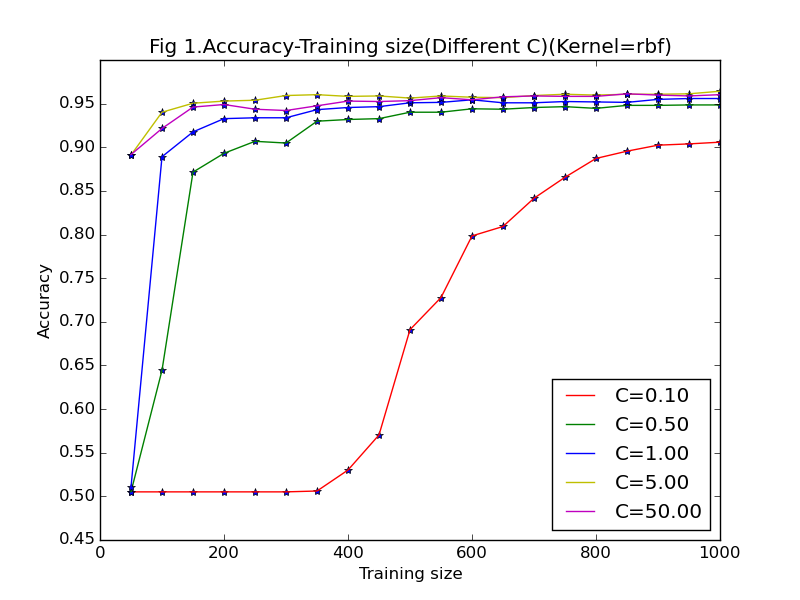 Fig 1.Accuracy-Training size(Different C)(Kernel=rbf)
Accuracy
0.95
0.90
0.85
0.80
0.75
0.70
0.65
0.60
0.55
0.50
0.45
C=0.10
C=0.50
C=1.00
C=5.00
C=50.00
0 200 400 600 800 1000
Training size